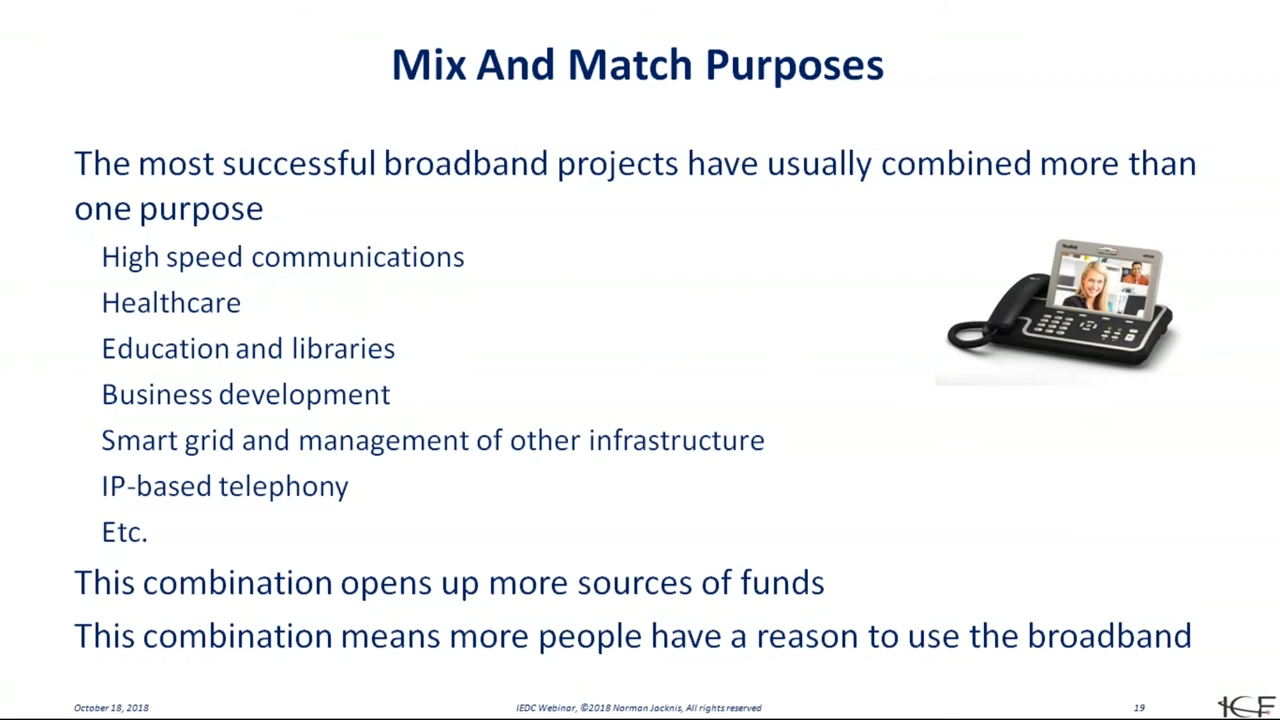 Mix And Match Purposes
The most successful broadband projects have usually combined more than
one purpose
High speed communications
Healthcare
Education and libraries
Business development
Smart grid and management of other infrastructure
IP-based telephony
Etc.
This combination opens up more sources of funds
This combination means more people have a reason to use the broadband
October 18, 2018
IEDC Webinar, ©2018 Norman Jacknis, All rights reserved
19
ICF